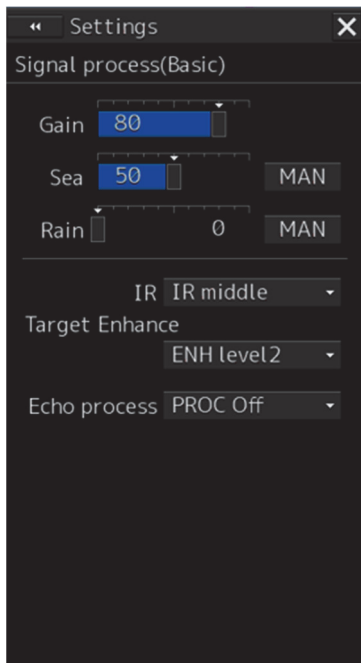 Settings
Signal process(Basic)
Gain 80
Sea 50 MAN
Rain 0 MAN
IR IR middle
Target Enhance
ENH level2
Echo process PROC Off